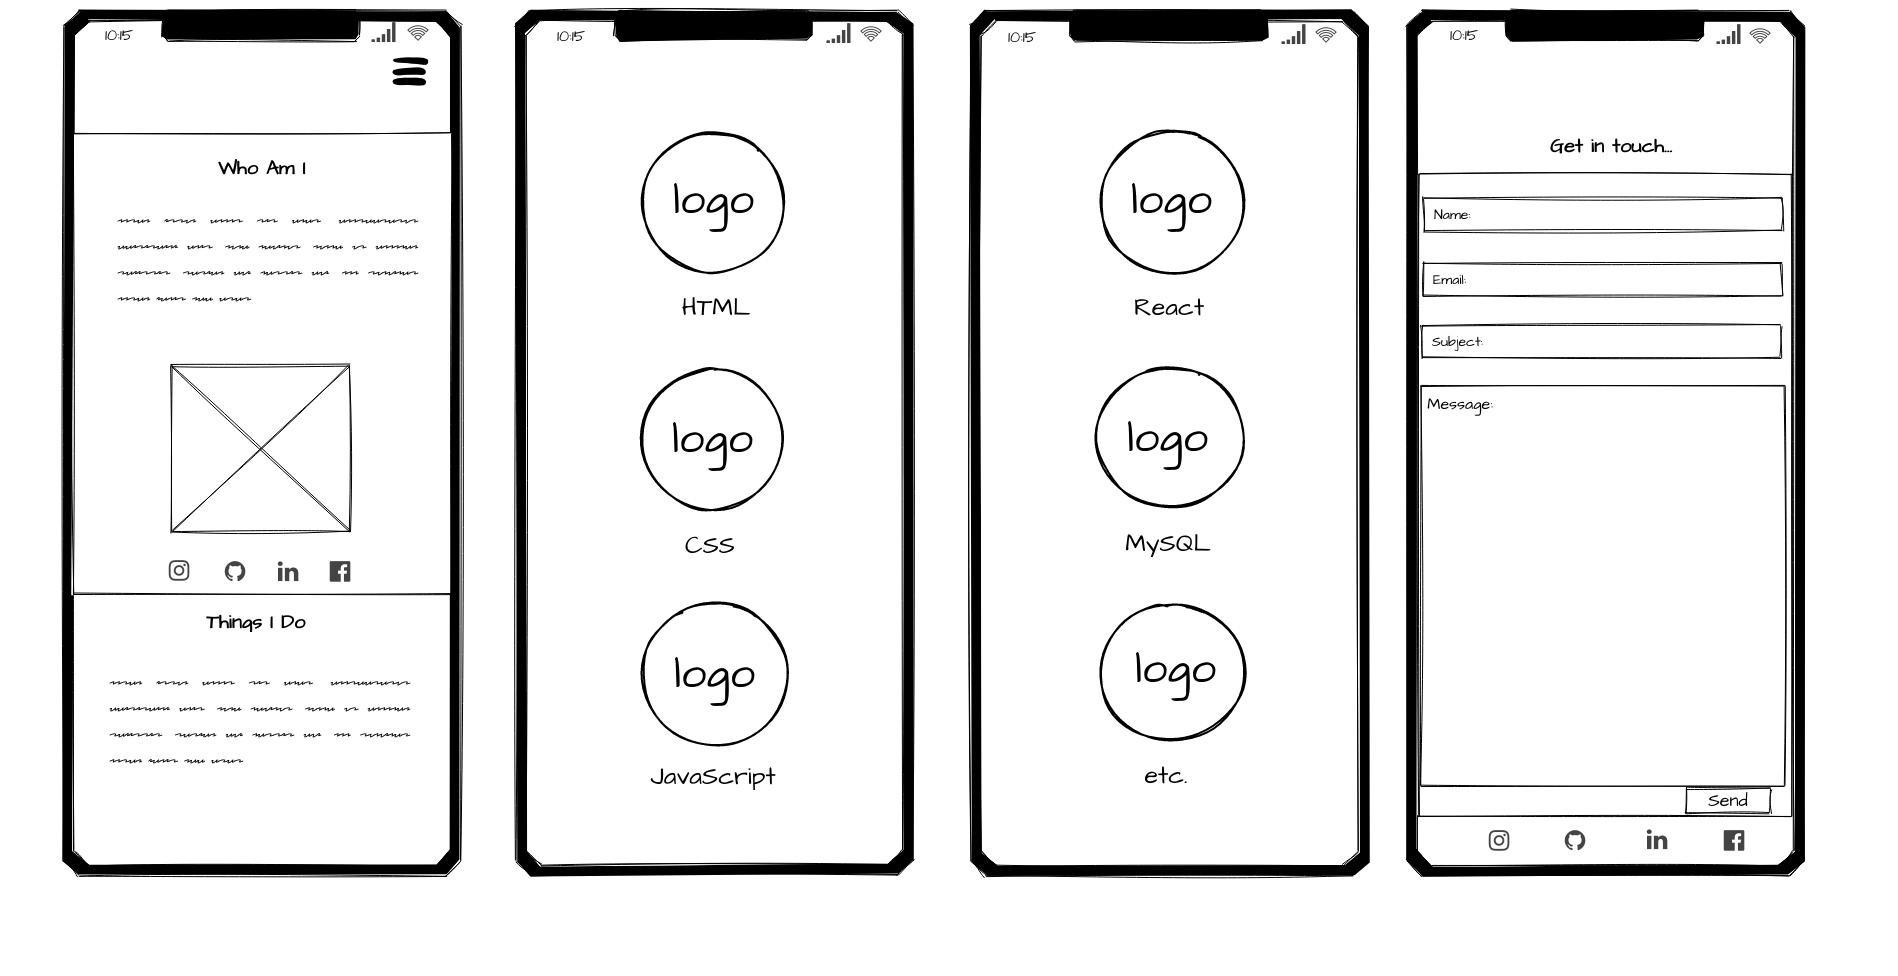 10:15
Who Am I
Things I Do
10:15
logo
HTML
logo
CSS
logo
JavaScript
10:15
logo
React
logo
MySQL
logo
etc.
10:15
Get in touch...
Name:
Email:
Subject:
Message:
Send